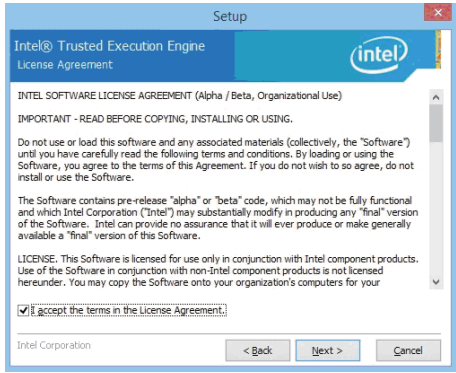 Setup
Intel® Trusted Execution Engine
License Agreement
intel
INTEL SOFTWARE LICENSE AGREEMENT (Alpha / Beta, Organizational Use)
IMPORTANT - READ BEFORE COPYING, INSTALLING OR USING.
Do not use or load this software and any associated materials (collectively, the "Software")
until you have carefully read the following terms and conditions. By loading or using the
Software, you agree to the terms of this Agreement. If you do not wish to so agree, do not
install or use the Software.
The Software contains pre-release "alpha" or "beta" code, which may not be fully functional
and which Intel Corporation ("Intel") may substantially modify in producing any "final" version
of the Software. Intel can provide no assurance that it will ever produce or make generally
available a "final" version of this Software.
LICENSE. This Software is licensed for use only in conjunction with Intel component products.
Use of the Software in conjunction with non-Intel component products is not licensed
hereunder. You may copy the Software onto your organization's computers for your
I accept the terms in the License Agreement.
Intel Corporation
< Back Next > Cancel